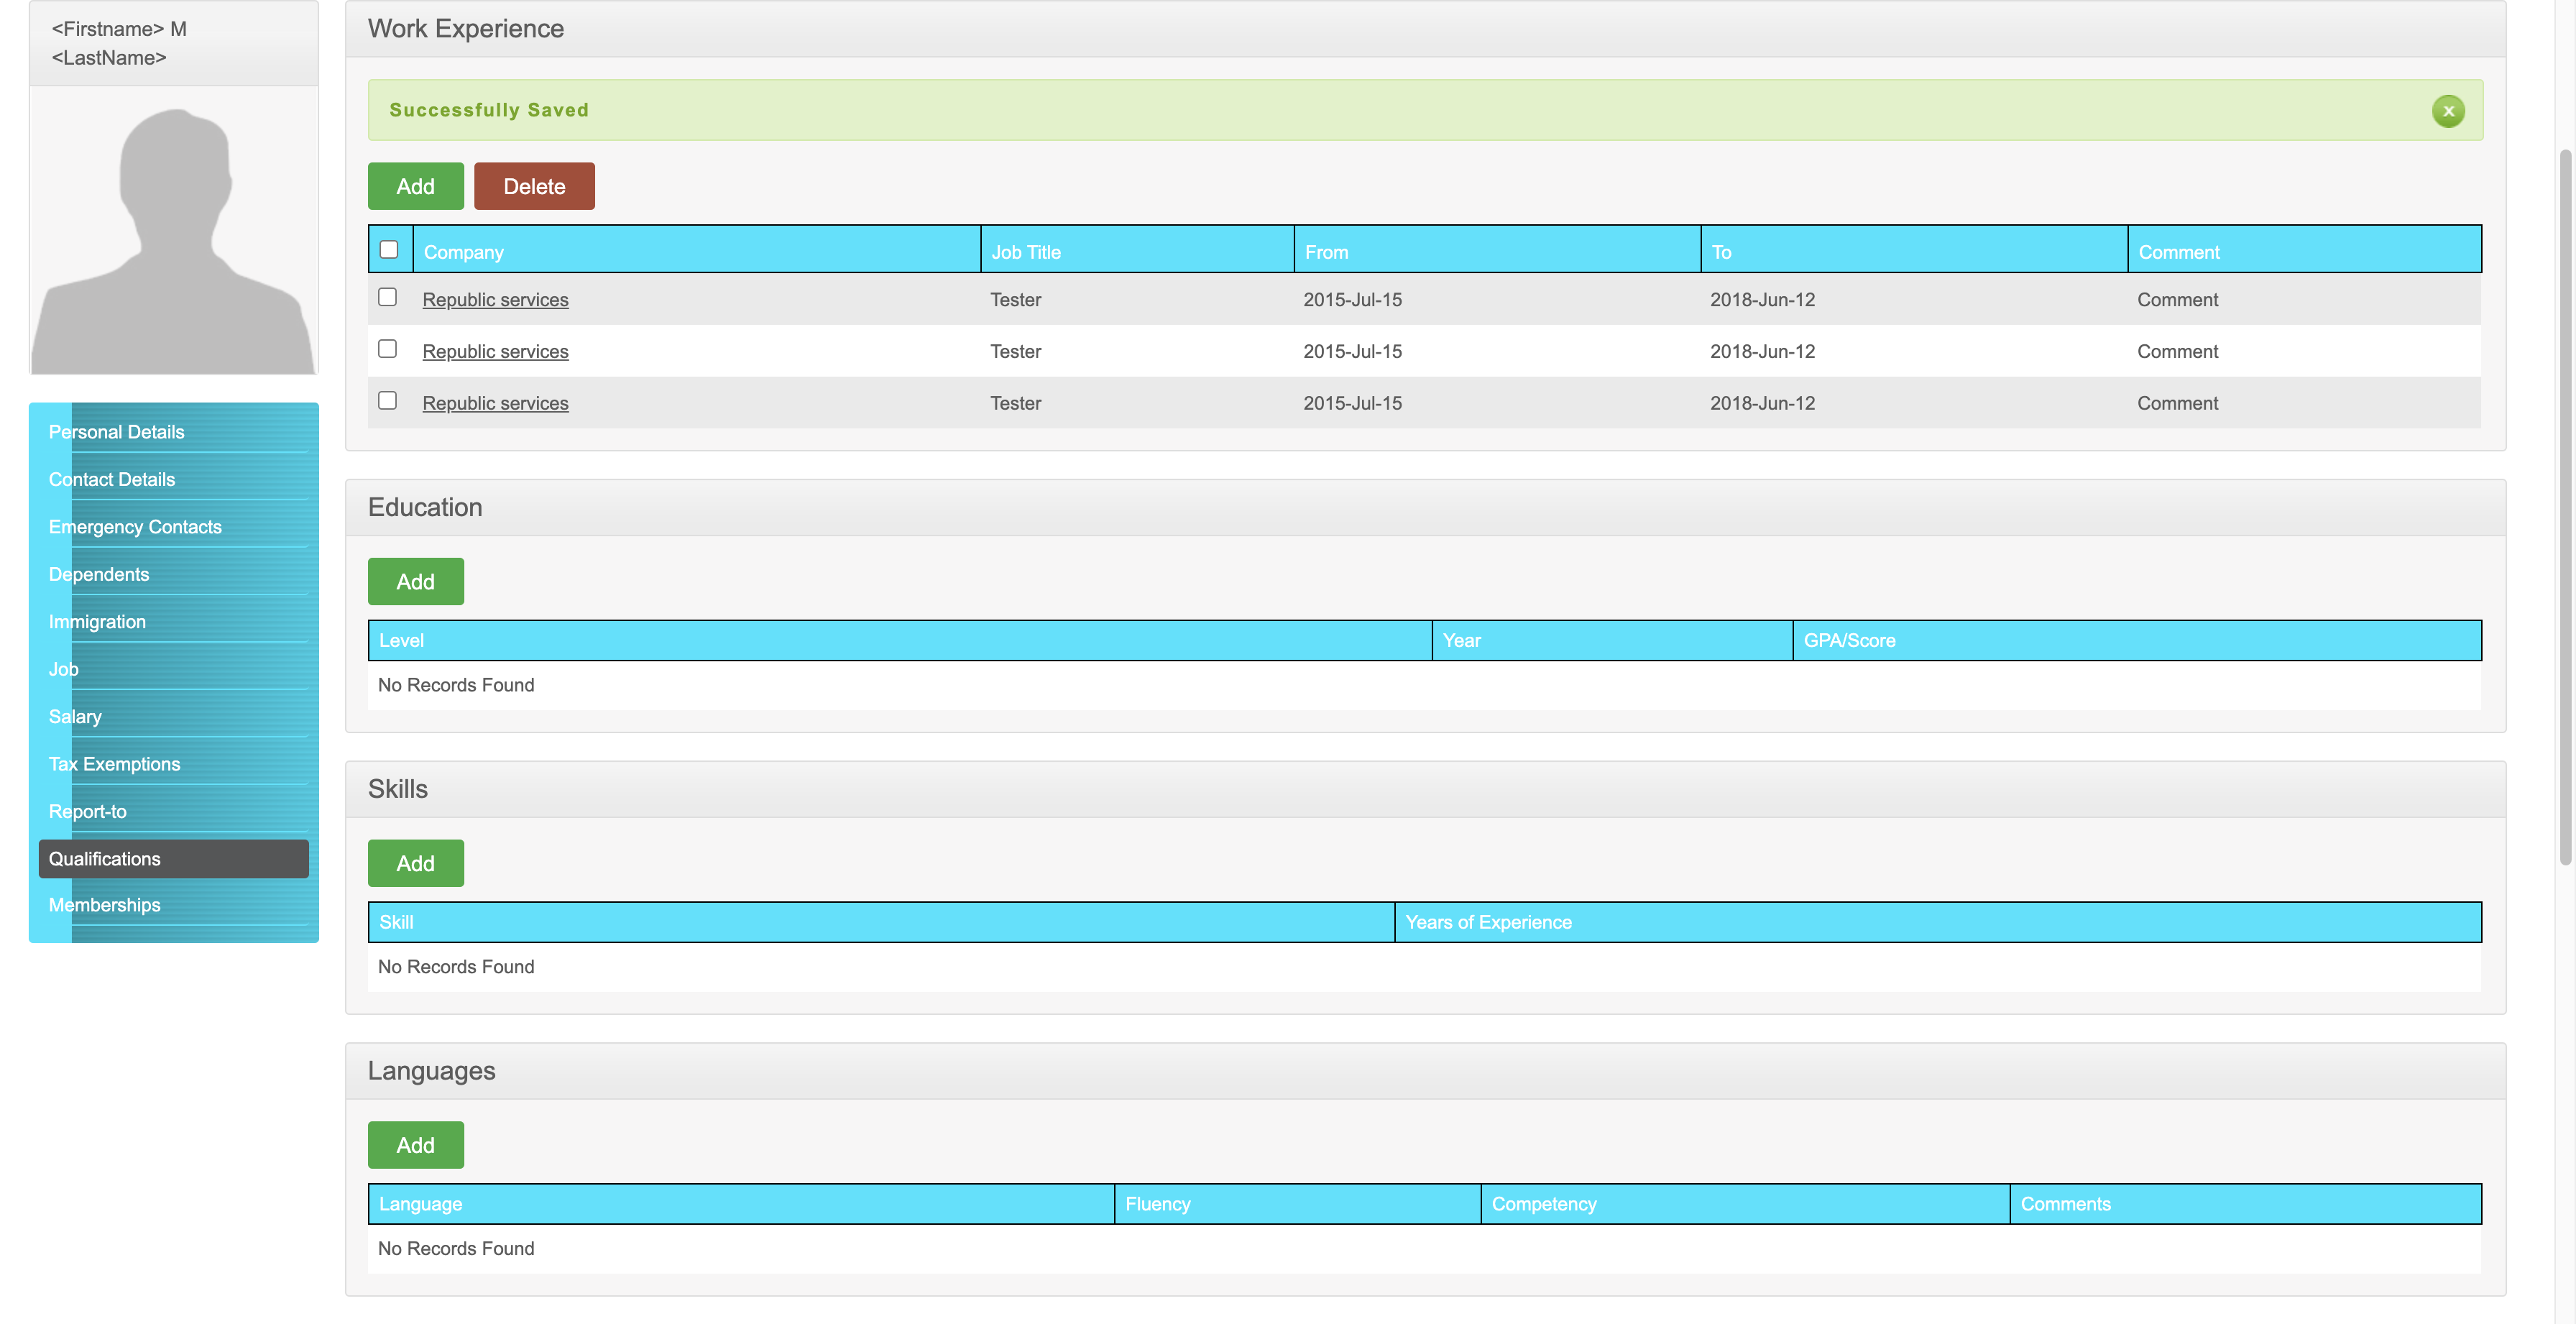 <Firstname> M
<LastName>
Personal Details
Contact Details
Emergency Contacts
Dependents
Immigration
Job
Salary
Tax Exemptions
Report-to
Qualifications
Memberships
Work Experience
Successfully Saved
x
Add Delete
Company Job Title From To Comment
Republic services Tester 2015-Jul-15 2018-Jun-12 Comment
Republic services Tester 2015-Jul-15 2018-Jun-12 Comment
Republic services Tester 2015-Jul-15 2018-Jun-12 Comment
Education
Add
Level Year GPA/Score
No Records Found
Skills
Add
Skill Years of Experience
No Records Found
Languages
Add
Language Fluency Competency Comments
No Records Found